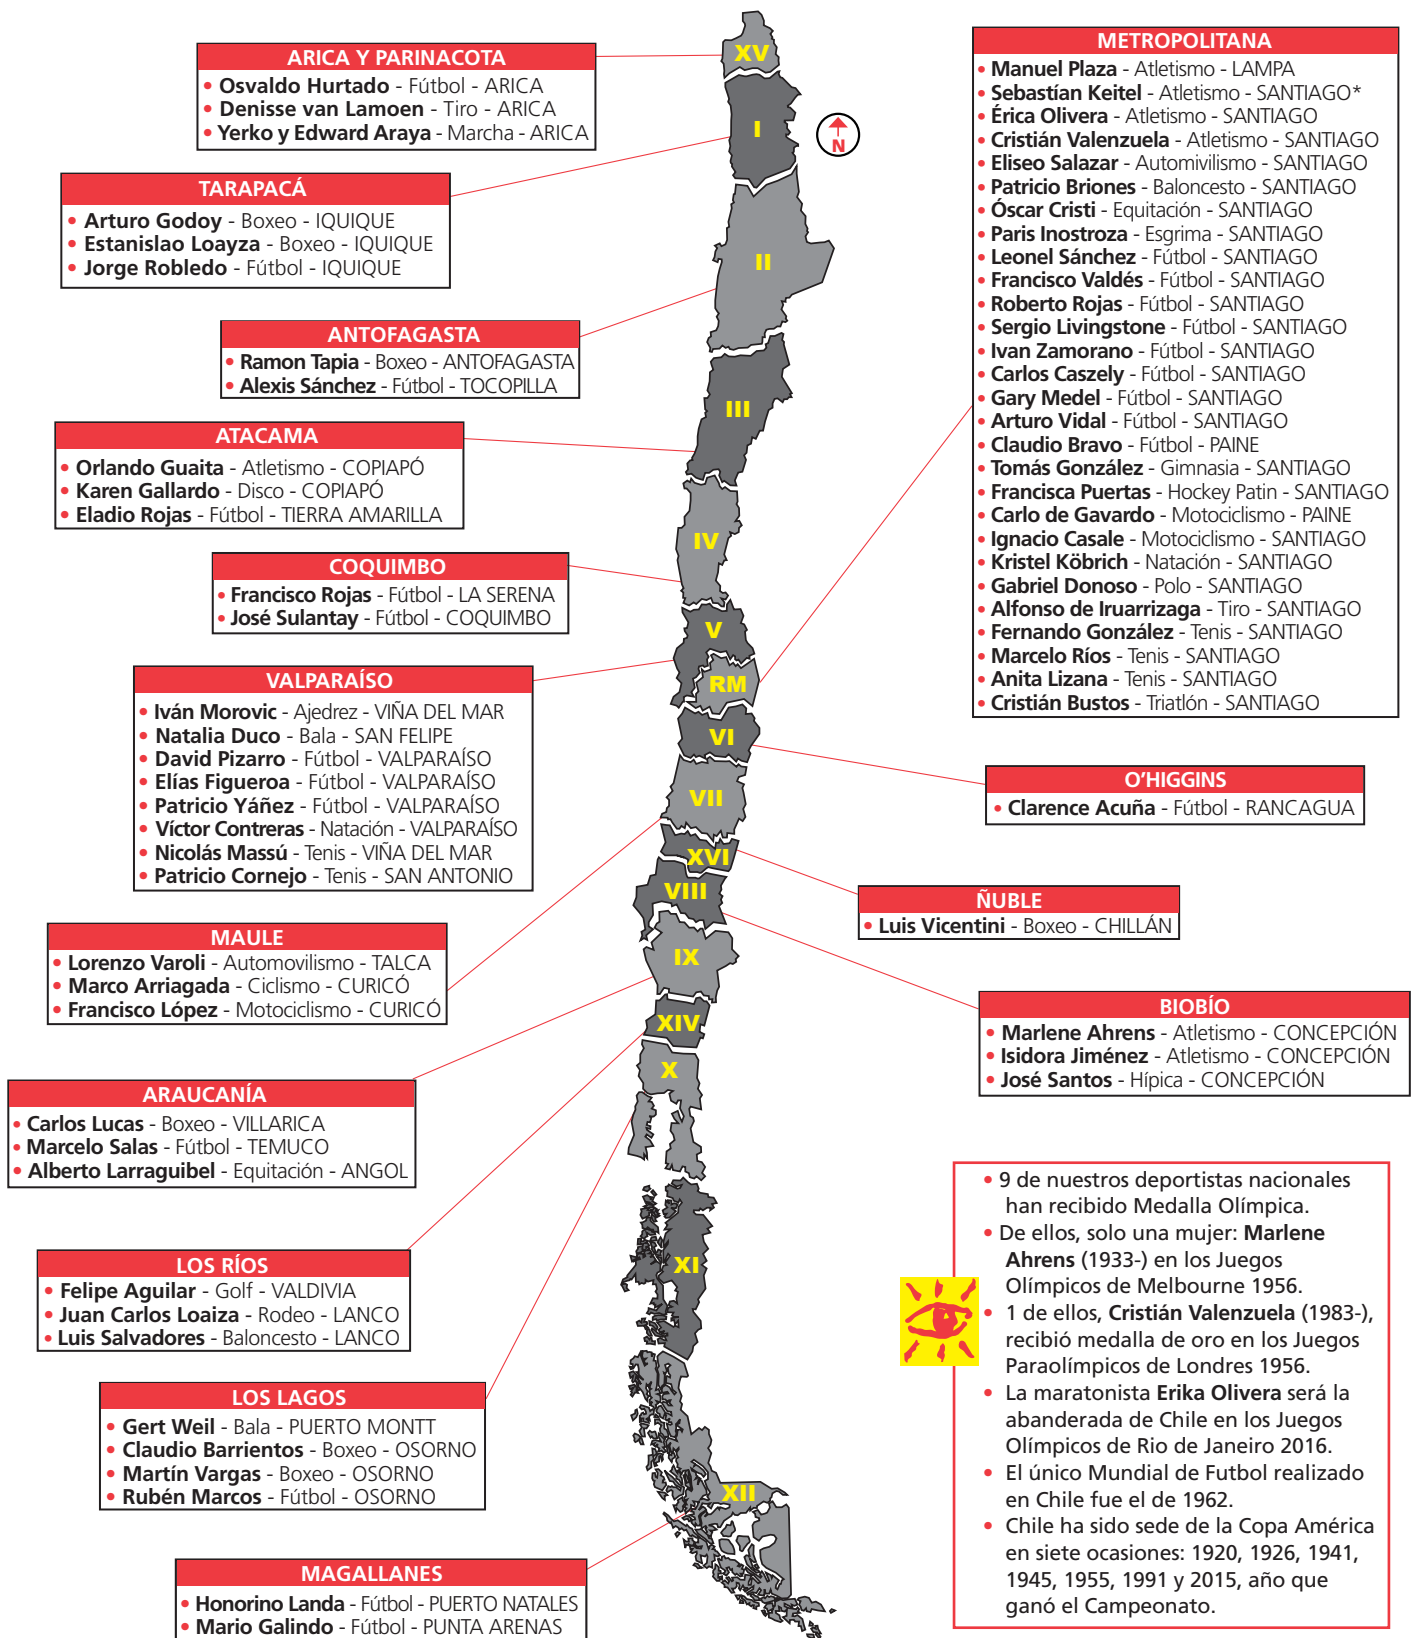 ARICA Y PARINACOTA
• Osvaldo Hurtado - Fútbol - ARICA
• Denisse van Lamoen - Tiro - ARICA
• Yerko y Edward Araya - Marcha - ARICA
TARAPACÁ
• Arturo Godoy - Boxeo - IQUIQUE
• Estanislao Loayza - Boxeo - IQUIQUE
• Jorge Robledo - Fútbol - IQUIQUE
ANTOFAGASTA
• Ramon Tapia - Boxeo - ANTOFAGASTA
• Alexis Sánchez - Fútbol - TOCOPILLA
ATACAMA
• Orlando Guaita - Atletismo - COPIAPÓ
• Karen Gallardo - Disco - COPIAPÓ
• Eladio Rojas - Fútbol - TIERRA AMARILLA
COQUIMBO
• Francisco Rojas - Fútbol - LA SERENA
• José Sulantay - Fútbol - COQUIMBO
VALPARAÍSO
• Iván Morovic - Ajedrez - VIÑA DEL MAR
• Natalia Duco - Bala - SAN FELIPE
• David Pizarro - Fútbol - VALPARAÍSO
• Elías Figueroa - Fútbol - VALPARAÍSO
• Patricio Yáñez - Fútbol - VALPARAÍSO
• Víctor Contreras - Natación - VALPARAÍSO
• Nicolás Massú - Tenis - VIÑA DEL MAR
• Patricio Cornejo - Tenis - SAN ANTONIO
MAULE
• Lorenzo Varoli - Automovilismo - TALCA
• Marco Arriagada - Ciclismo - CURICÓ
• Francisco López - Motociclismo - CURICÓ
ARAUCANÍA
• Carlos Lucas - Boxeo - VILLARICA
• Marcelo Salas - Fútbol - TEMUCO
• Alberto Larraguibel - Equitación - ANGOL
LOS RÍOS
• Felipe Aguilar - Golf - VALDIVIA
• Juan Carlos Loaiza - Rodeo - LANCO
• Luis Salvadores - Baloncesto - LANCO
LOS LAGOS
• Gert Weil - Bala - PUERTO MONTT
• Claudio Barrientos - Boxeo - OSORNO
• Martín Vargas - Boxeo - OSORNO
• Rubén Marcos - Fútbol - OSORNO
MAGALLANES
• Honorino Landa - Fútbol - PUERTO NATALES
• Mario Galindo - Fútbol - PUNTA ARENAS
XV
I
II
III
IV
V
RM
VI
VII
XVI
VIII
IX
XIV
X
XI
XII
N
METROPOLITANA
• Manuel Plaza - Atletismo - LAMPA
• Sebastían Keitel - Atletismo - SANTIAGO*
• Érica Olivera - Atletismo - SANTIAGO
• Cristián Valenzuela - Atletismo - SANTIAGO
• Eliseo Salazar - Automivilismo - SANTIAGO
• Patricio Briones - Baloncesto - SANTIAGO
• Óscar Cristi - Equitación - SANTIAGO
• Paris Inostroza - Esgrima - SANTIAGO
• Leonel Sánchez - Fútbol - SANTIAGO
• Francisco Valdés - Fútbol - SANTIAGO
• Roberto Rojas - Fútbol - SANTIAGO
• Sergio Livingstone - Fútbol - SANTIAGO
• Ivan Zamorano - Fútbol - SANTIAGO
• Carlos Caszely - Fútbol - SANTIAGO
• Gary Medel - Fútbol - SANTIAGO
• Arturo Vidal - Fútbol - SANTIAGO
• Claudio Bravo - Fútbol - PAINE
• Tomás González - Gimnasia - SANTIAGO
• Francisca Puertas - Hockey Patin - SANTIAGO
• Carlo de Gavardo - Motociclismo - PAINE
• Ignacio Casale - Motociclismo - SANTIAGO
• Kristel Köbrich - Natación - SANTIAGO
• Gabriel Donoso - Polo - SANTIAGO
• Alfonso de Iruarrizaga - Tiro - SANTIAGO
• Fernando González - Tenis - SANTIAGO
• Marcelo Ríos - Tenis - SANTIAGO
• Anita Lizana - Tenis - SANTIAGO
• Cristián Bustos - Triatlón - SANTIAGO
O'HIGGINS
• Clarence Acuña - Fútbol - RANCAGUA
ÑUBLE
• Luis Vicentini - Boxeo - CHILLÁN
BIOBÍO
• Marlene Ahrens - Atletismo - CONCEPCIÓN
• Isidora Jiménez - Atletismo - CONCEPCIÓN
• José Santos - Hípica - CONCEPCIÓN
• 9 de nuestros deportistas nacionales
han recibido Medalla Olímpica.
• De ellos, solo una mujer: Marlene
Ahrens (1933-) en los Juegos
Olímpicos de Melbourne 1956.
• 1 de ellos, Cristián Valenzuela (1983-),
recibió medalla de oro en los Juegos
Paraolímpicos de Londres 1956.
• La maratonista Erika Olivera será la
abanderada de Chile en los Juegos
Olímpicos de Rio de Janeiro 2016.
• El único Mundial de Futbol realizado
en Chile fue el de 1962.
• Chile ha sido sede de la Copa América
en siete ocasiones: 1920, 1926, 1941,
1945, 1955, 1991 y 2015, año que
ganó el Campeonato.